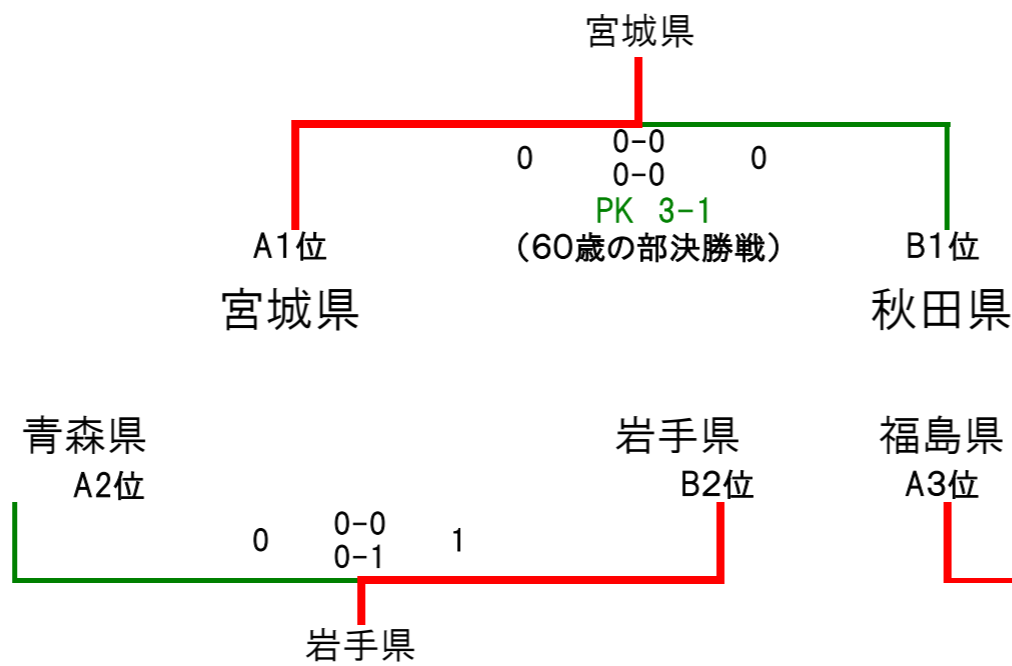 宮城県
0 0-0 0
0-0
PK 3-1
A1位 (60歳の部決勝戦) B1位
宮城県 秋田県
青森県 岩手県 福島県
A2位 B2位 A3位
0 0-0 1
0-1
岩手県